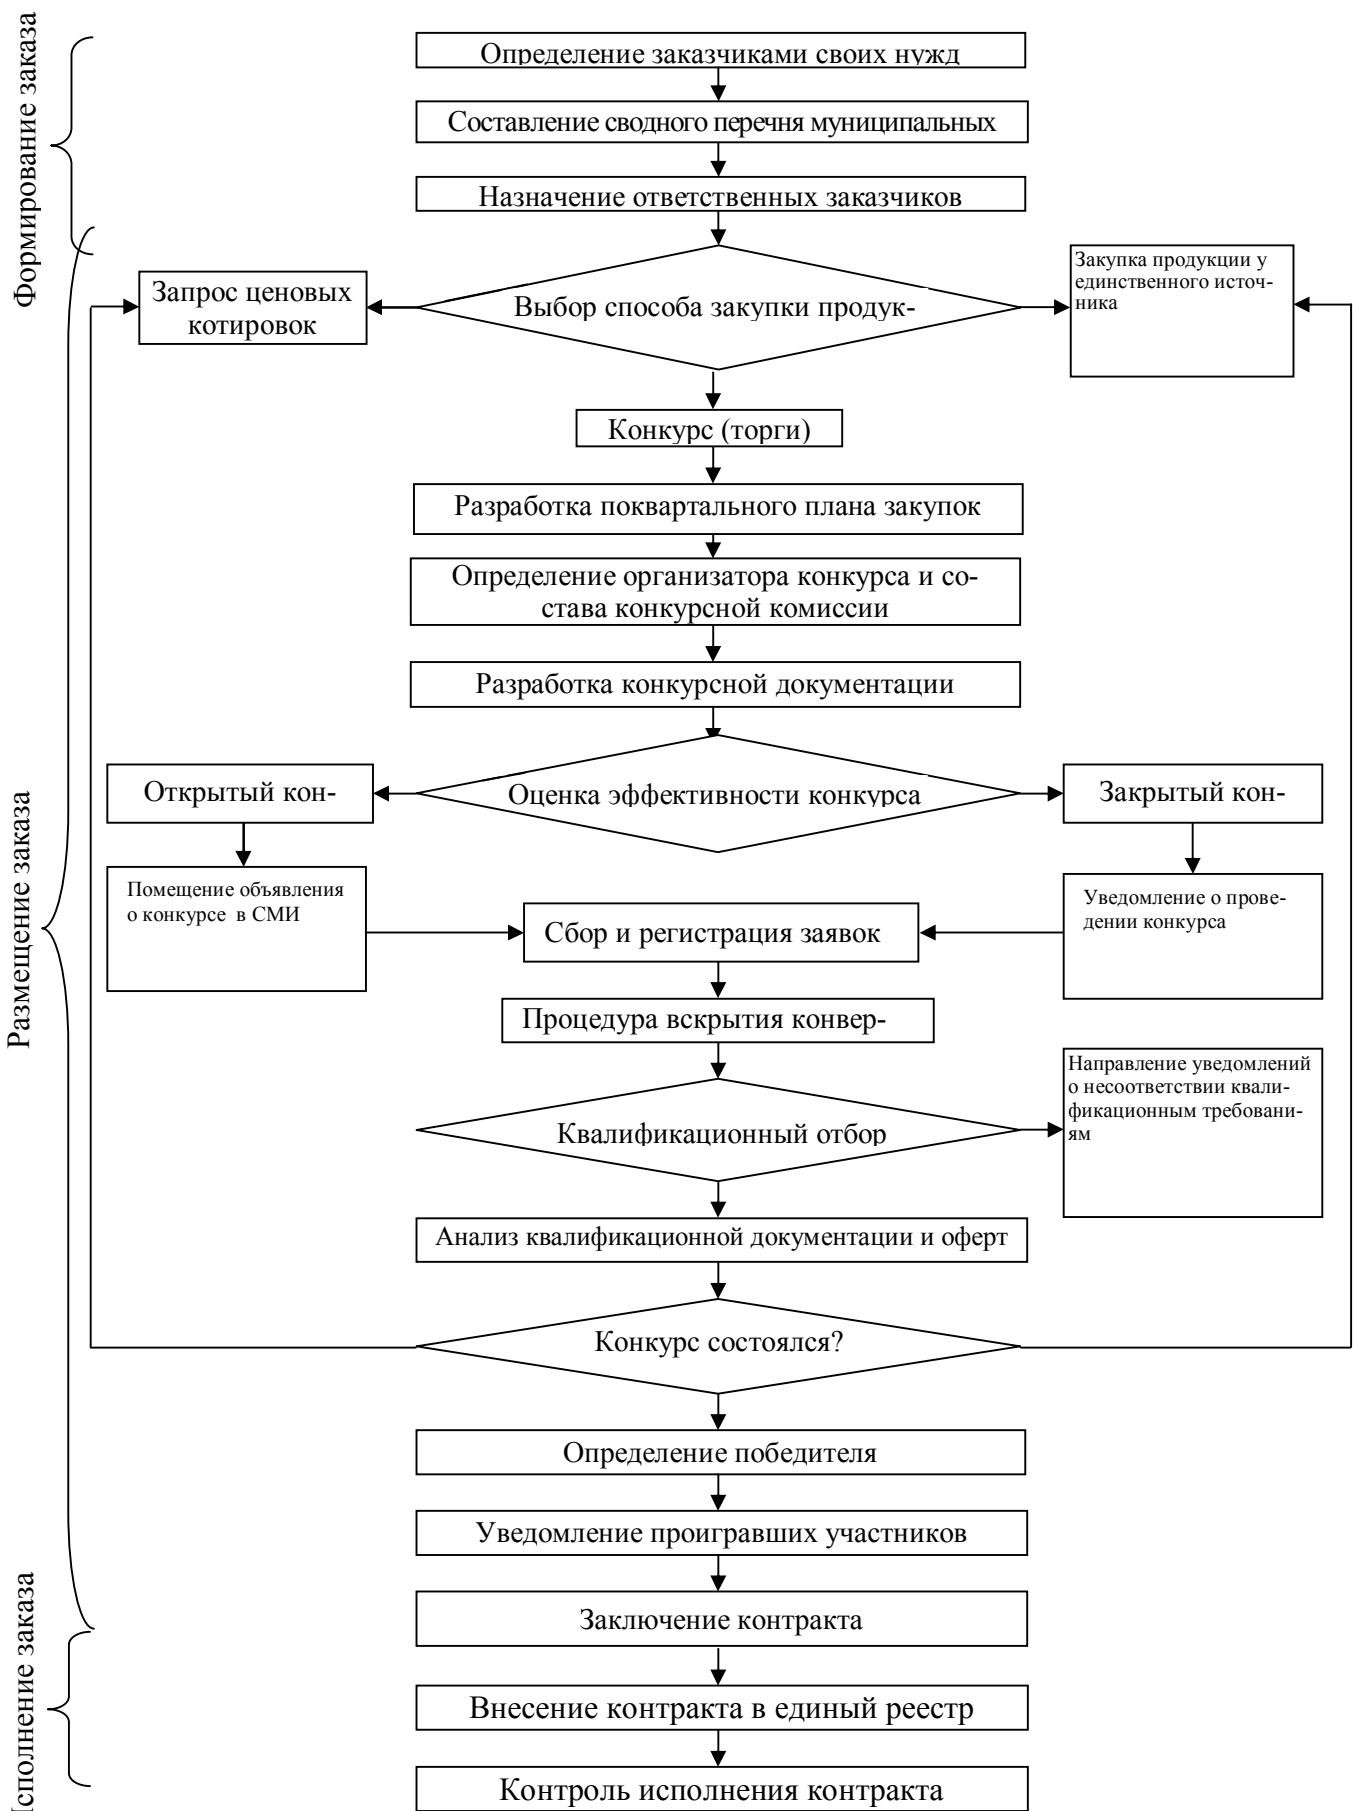 Формирование заказа
Определение заказчиками своих нужд
Составление сводного перечня муниципальных
Назначение ответственных заказчиков
Запрос ценовых
котировок
Выбор способа закупки продук-
Закупка продукции у
единственного источ-
ника
Конкурс (торги)
Разработка поквартального плана закупок
Определение организатора конкурса и со-
става конкурсной комиссии
Разработка конкурсной документации
Размещение заказа
Открытый кон-
Оценка эффективности конкурса
Закрытый кон-
Помещение объявления
о конкурсе в СМИ
Сбор и регистрация заявок
Уведомление о прове-
дении конкурса
Процедура вскрытия конвер-
Квалификационный отбор
Направление уведомлений
о несоответствии квали-
фикационным требовани-
ям
Анализ квалификационной документации и оферт
Конкурс состоялся?
Определение победителя
Уведомление проигравших участников
Исполнение заказа
Заключение контракта
Внесение контракта в единый реестр
Контроль исполнения контракта